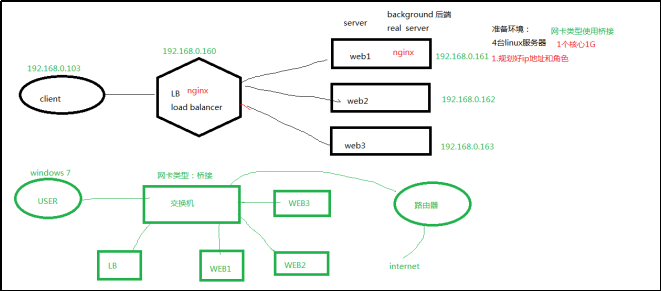 server
background 后端
real server
准备环境：
网卡类型使用桥接
4台linux服务器
1个核心1G
1.规划好ip地址和角色
192.168.0.103
192.168.0.160
client
LB
nginx
load balancer
web1
nginx
192.168.0.161
web2
192.168.0.162
web3
192.168.0.163
windows 7
网卡类型：桥接
USER
交换机
WEB3
路由器
LB
WEB1
WEB2
internet